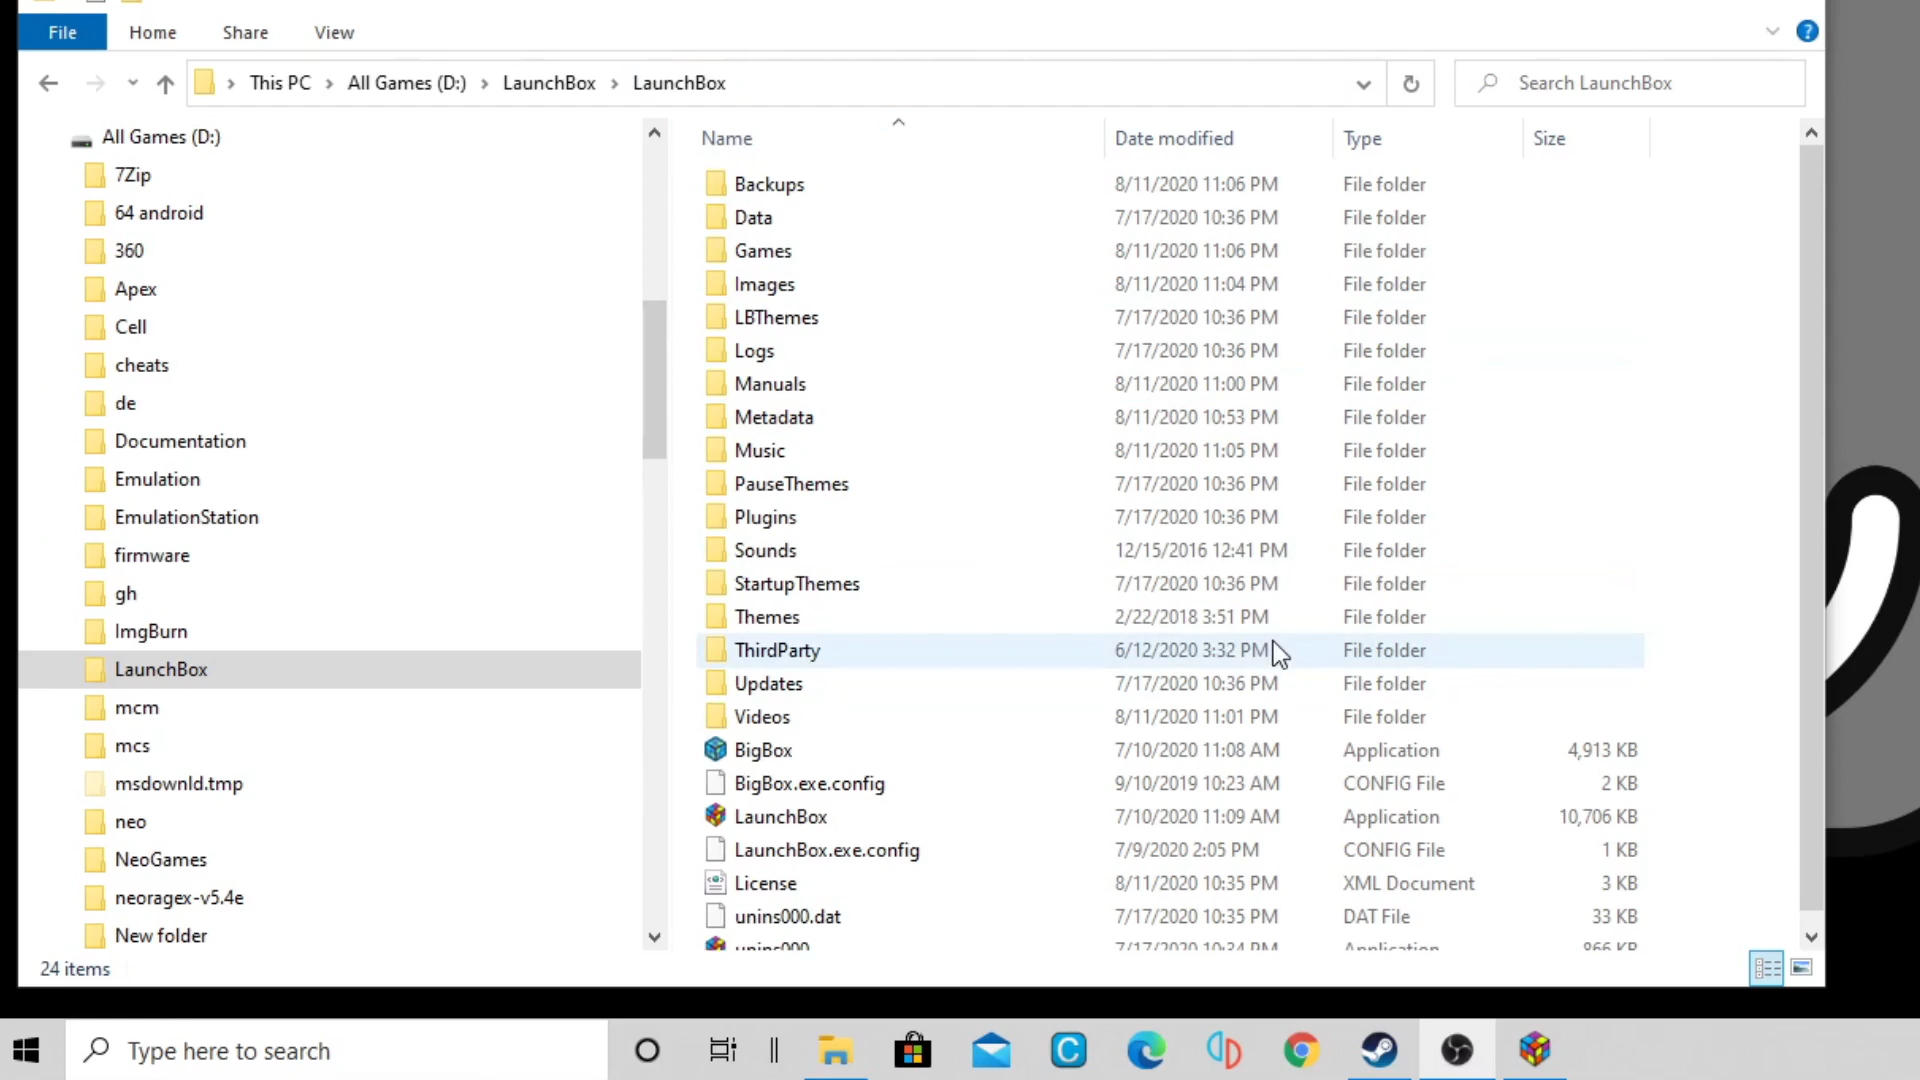 File Home Share View
This PC > All Games (D:) > LaunchBox > LaunchBox
Search LaunchBox
All Games (D:)
7Zip
64 android
360
Apex
Cell
cheats
de
Documentation
Emulation
EmulationStation
firmware
gh
ImgBurn
LaunchBox
mcm
mcs
msdownld.tmp
neo
NeoGames
neoragex-v5.4e
New folder
Name Date modified Type Size
Backups 8/11/2020 11:06 PM File folder
Data 7/17/2020 10:36 PM File folder
Games 8/11/2020 11:06 PM File folder
Images 8/11/2020 11:04 PM File folder
LBThemes 7/17/2020 10:36 PM File folder
Logs 7/17/2020 10:36 PM File folder
Manuals 8/11/2020 11:00 PM File folder
Metadata 8/11/2020 10:53 PM File folder
Music 8/11/2020 11:05 PM File folder
PauseThemes 7/17/2020 10:36 PM File folder
Plugins 7/17/2020 10:36 PM File folder
Sounds 12/15/2016 12:41 PM File folder
StartupThemes 7/17/2020 10:36 PM File folder
Themes 2/22/2018 3:51 PM File folder
ThirdParty 6/12/2020 3:32 PM File folder
Updates 7/17/2020 10:36 PM File folder
Videos 8/11/2020 11:01 PM File folder
BigBox 7/10/2020 11:08 AM Application 4,913 KB
BigBox.exe.config 9/10/2019 10:23 AM CONFIG File 2 KB
LaunchBox 7/10/2020 11:09 AM Application 10,706 KB
LaunchBox.exe.config 7/9/2020 2:05 PM CONFIG File 1 KB
License 8/11/2020 10:35 PM XML Document 3 KB
unins000.dat 7/17/2020 10:35 PM DAT File 33 KB
unins000 7/17/2020 10:34 PM Application 866 KB
24 items
Type here to search